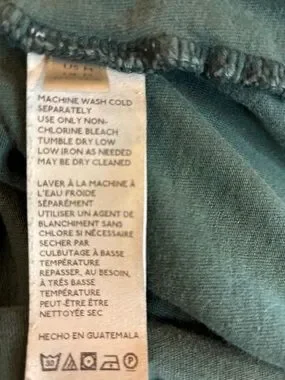 MACHINE WASH COLD
SEPARATELY
USE ONLY NON-
CHLORINE BLEACH
TUMBLE DRY LOW
LOW IRON AS NEEDED
MAY BE DRY CLEANED
LAVER À LA MACHINE À
L'EAU FROIDE
SÉPARÉMENT
UTILISER UN AGENT DE
BLANCHIMENT SANS
CHLORE SI NÉCESSAIRE
SECHER PAR
CULBUTAGE À BASSE
TEMPÉRATURE
REPASSER, AU BESOIN,
À TRÈS BASSE
TEMPÉRATURE
PEUT-ÊTRE ÊTRE
NETTOYÉE SEC
HECHO EN GUATEMALA
30
P